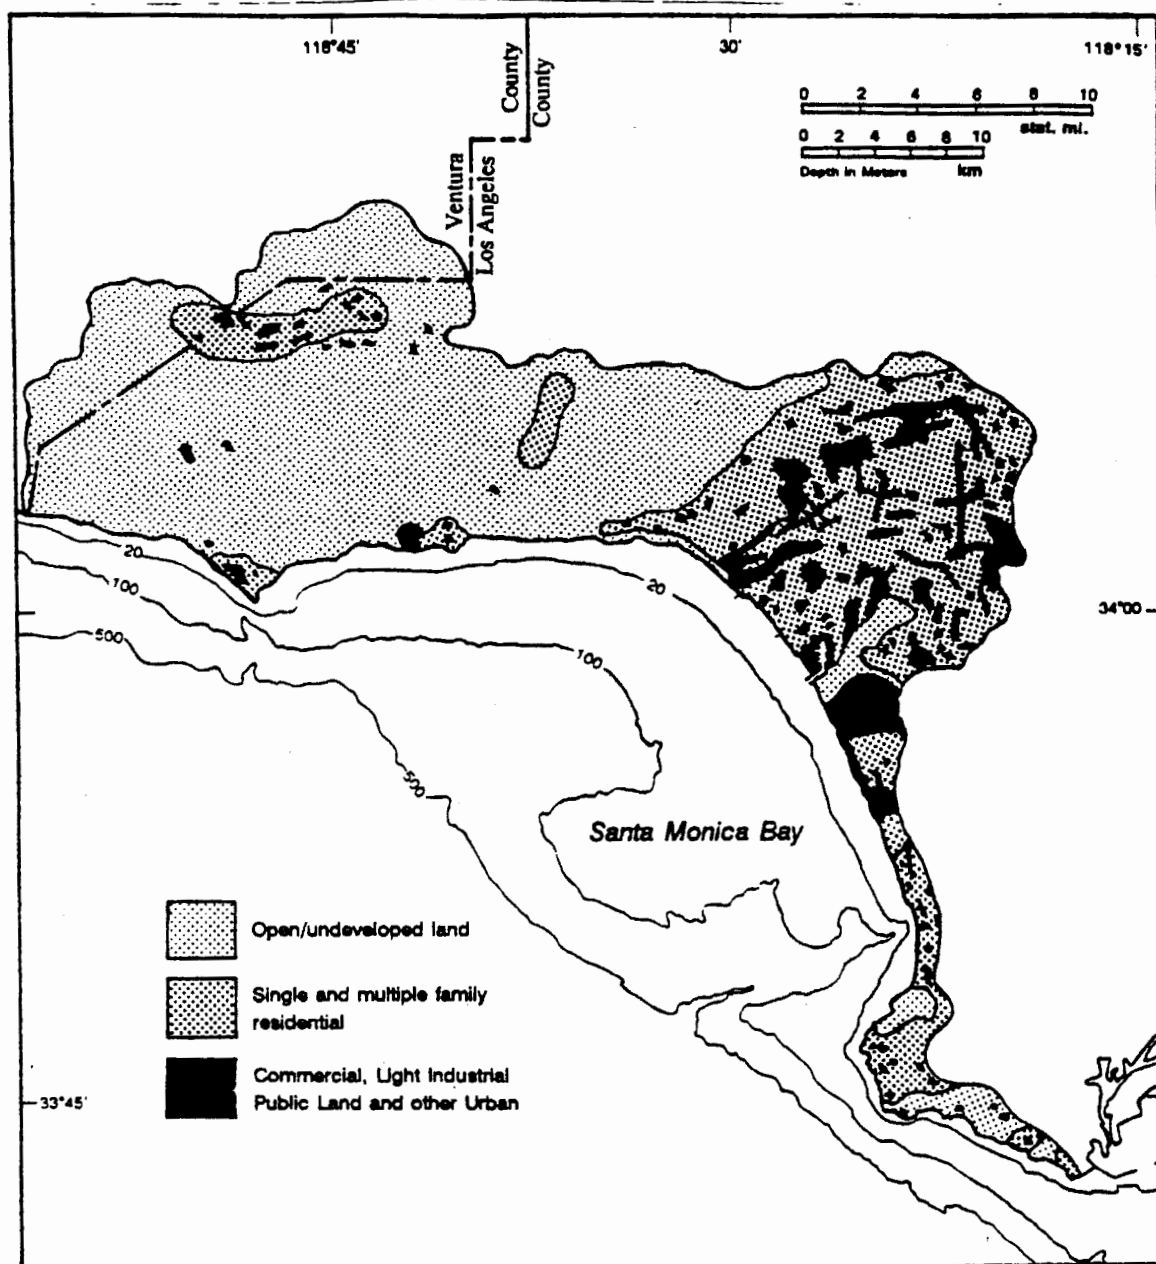 118°45'
30'
118°15'
County
County
0 2 4 6 8 10
stat. mi.
0 2 4 6 8 10
Depth in Meters km
Ventura
Los Angeles
20
100
500
20
100
500
34°00
Santa Monica Bay
Open/undeveloped land
Single and multiple family
residential
Commercial, Light Industrial
Public Land and other Urban
33°45'